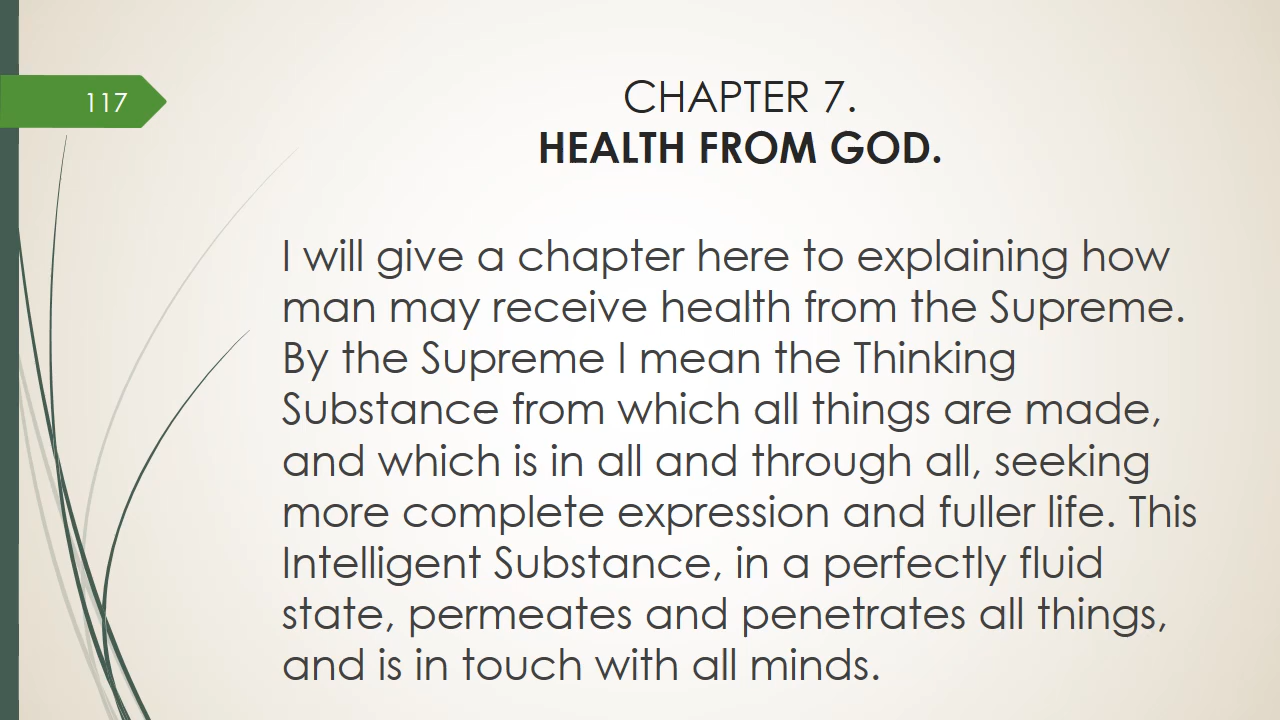 117
CHAPTER 7.
HEALTH FROM GOD.
I will give a chapter here to explaining how
man may receive health from the Supreme.
By the Supreme I mean the Thinking
Substance from which all things are made,
and which is in all and through all, seeking
more complete expression and fuller life. This
Intelligent Substance, in a perfectly fluid
state, permeates and penetrates all things,
and is in touch with all minds.